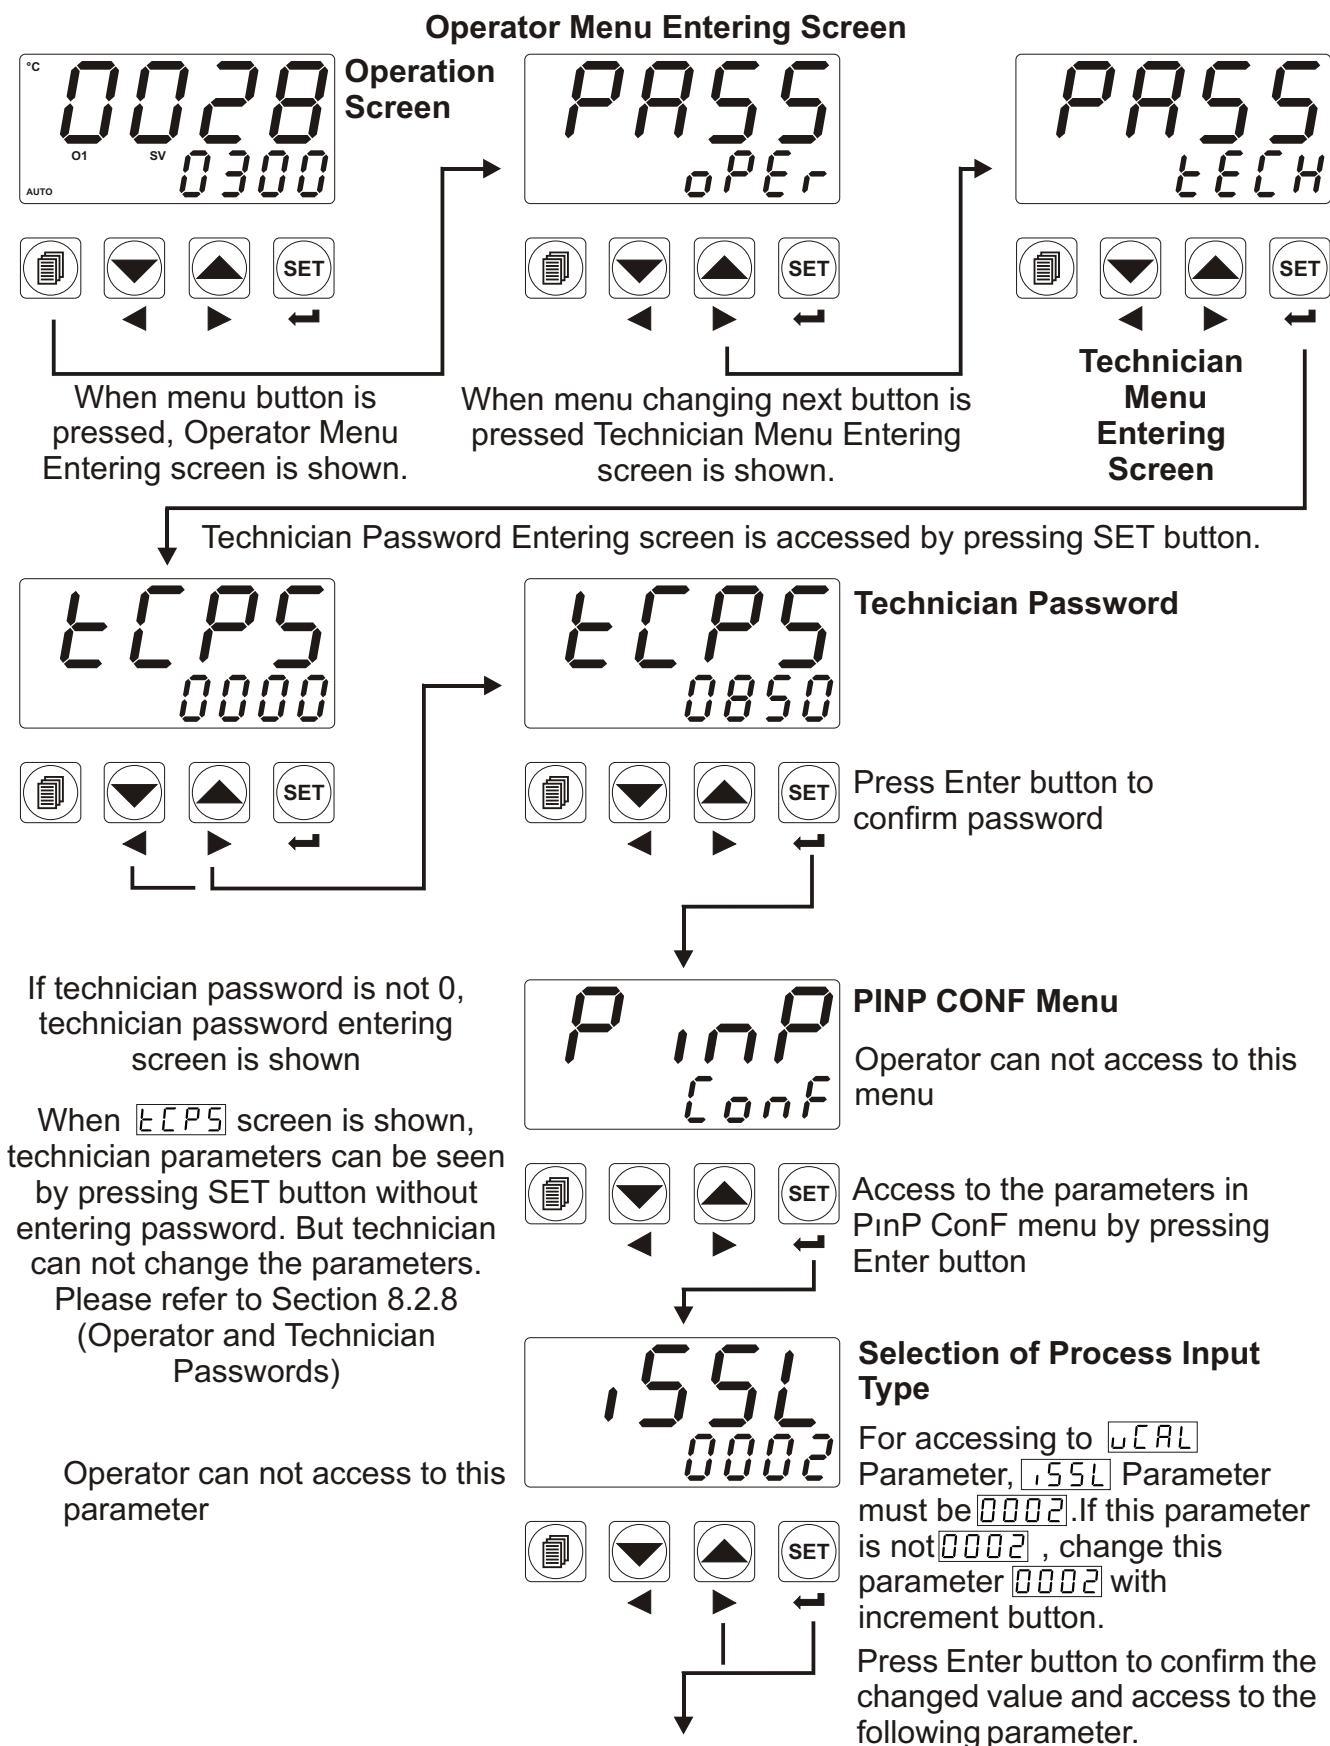 Operator Menu Entering Screen
°C
0028
O1
SV
0300
AUTO
Operation
Screen
PASS
oPEr
PASS
tECH
SET
SET
SET
When menu button is
pressed, Operator Menu
Entering screen is shown.
When menu changing next button is
pressed Technician Menu Entering
screen is shown.
Technician
Menu
Entering
Screen
Technician Password Entering screen is accessed by pressing SET button.
tCPS
0000
tCPS
0850
Technician Password
SET
SET
Press Enter button to
confirm password
If technician password is not 0,
technician password entering
screen is shown
When tCPS screen is shown,
technician parameters can be seen
by pressing SET button without
entering password. But technician
can not change the parameters.
Please refer to Section 8.2.8
(Operator and Technician
Passwords)
PınP
ConF
PINP CONF Menu
Operator can not access to this
menu
SET
Access to the parameters in
PınP ConF menu by pressing
Enter button
ıSSL
0002
Operator can not access to this
parameter
SET
Selection of Process Input
Type
For accessing to uCAL
Parameter, ıSSL Parameter
must be 0002.If this parameter
is not 0002 , change this
parameter 0002 with
increment button.
Press Enter button to confirm the
changed value and access to the
following parameter.